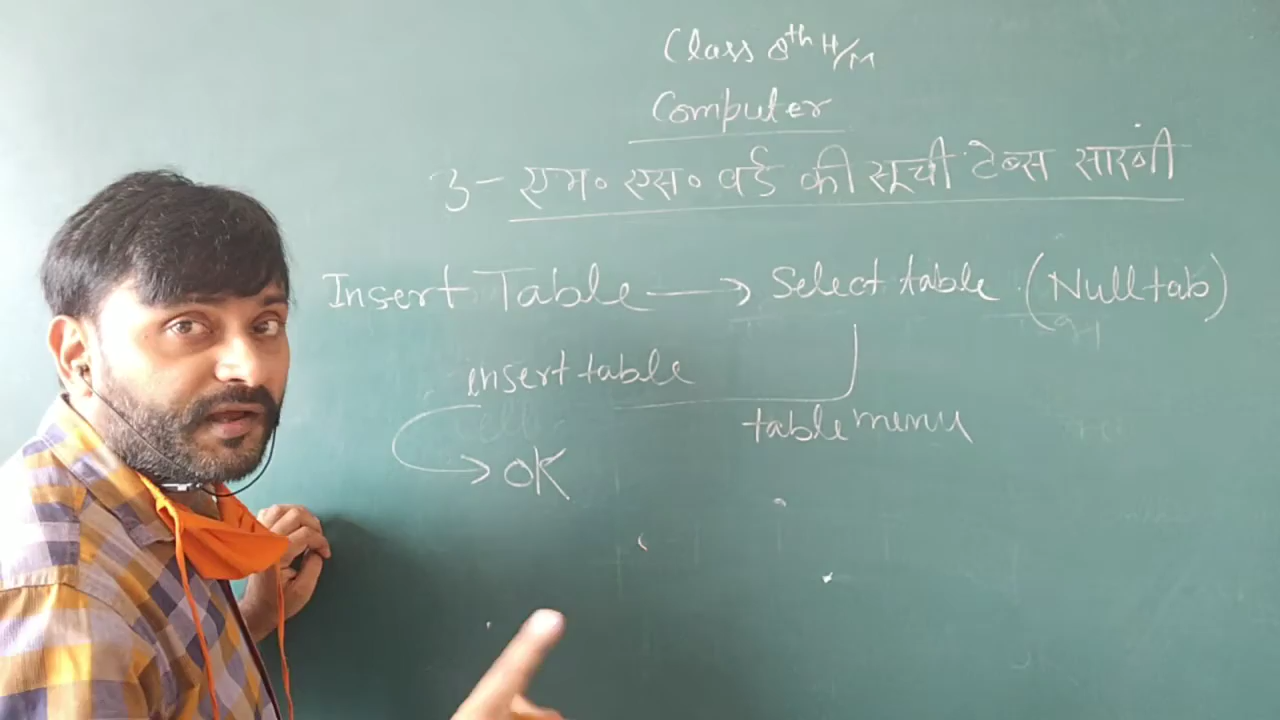 Class 8th H/M
Computer
3- एम० एस० वर्ड की सूची टेब्स सारणी
Insert Table → Select table (Null tab)
insert table
table menu
→ OK